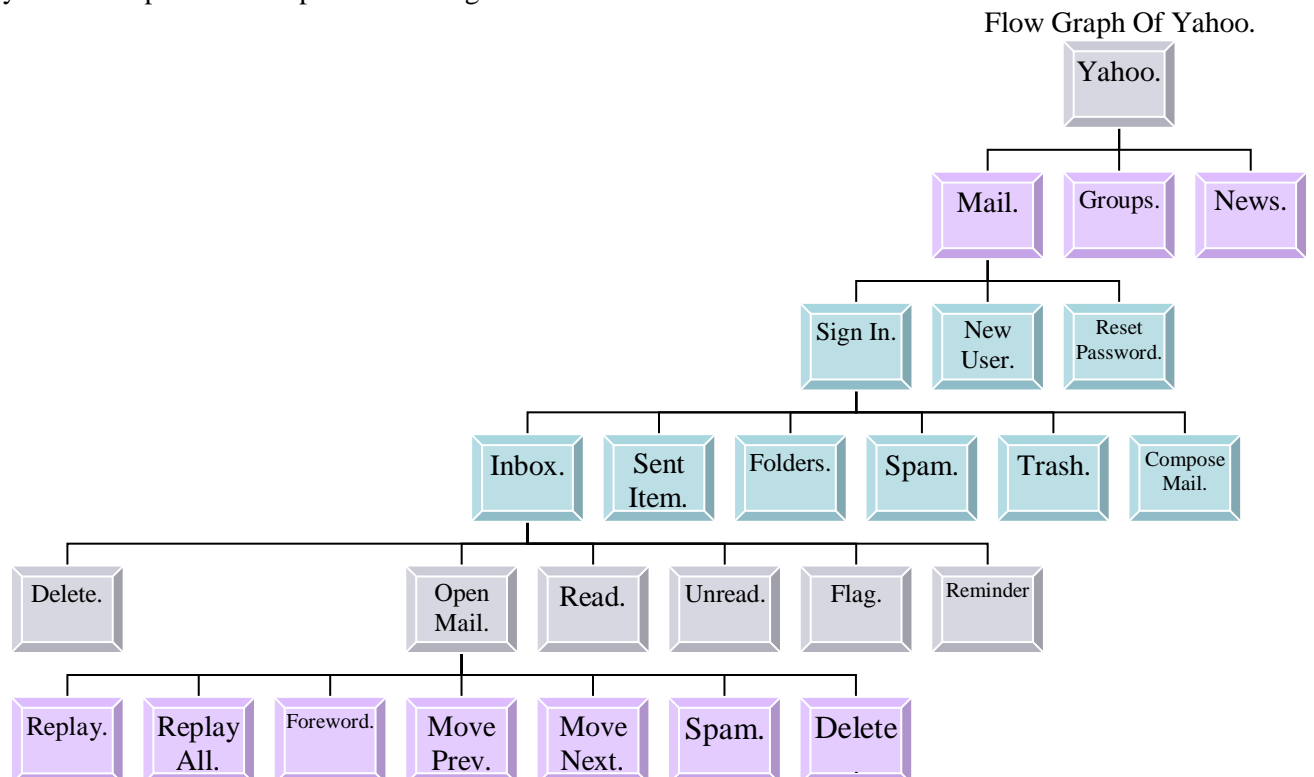 Flow Graph Of Yahoo.
Yahoo.
Mail.
Groups.
News.
Sign In.
New
User.
Reset
Password.
Inbox.
Sent
Item.
Folders.
Spam.
Trash.
Compose
Mail.
Delete.
Open
Mail.
Read.
Unread.
Flag.
Reminder
Replay.
Replay
All.
Foreword.
Move
Prev.
Move
Next.
Spam.
Delete
.